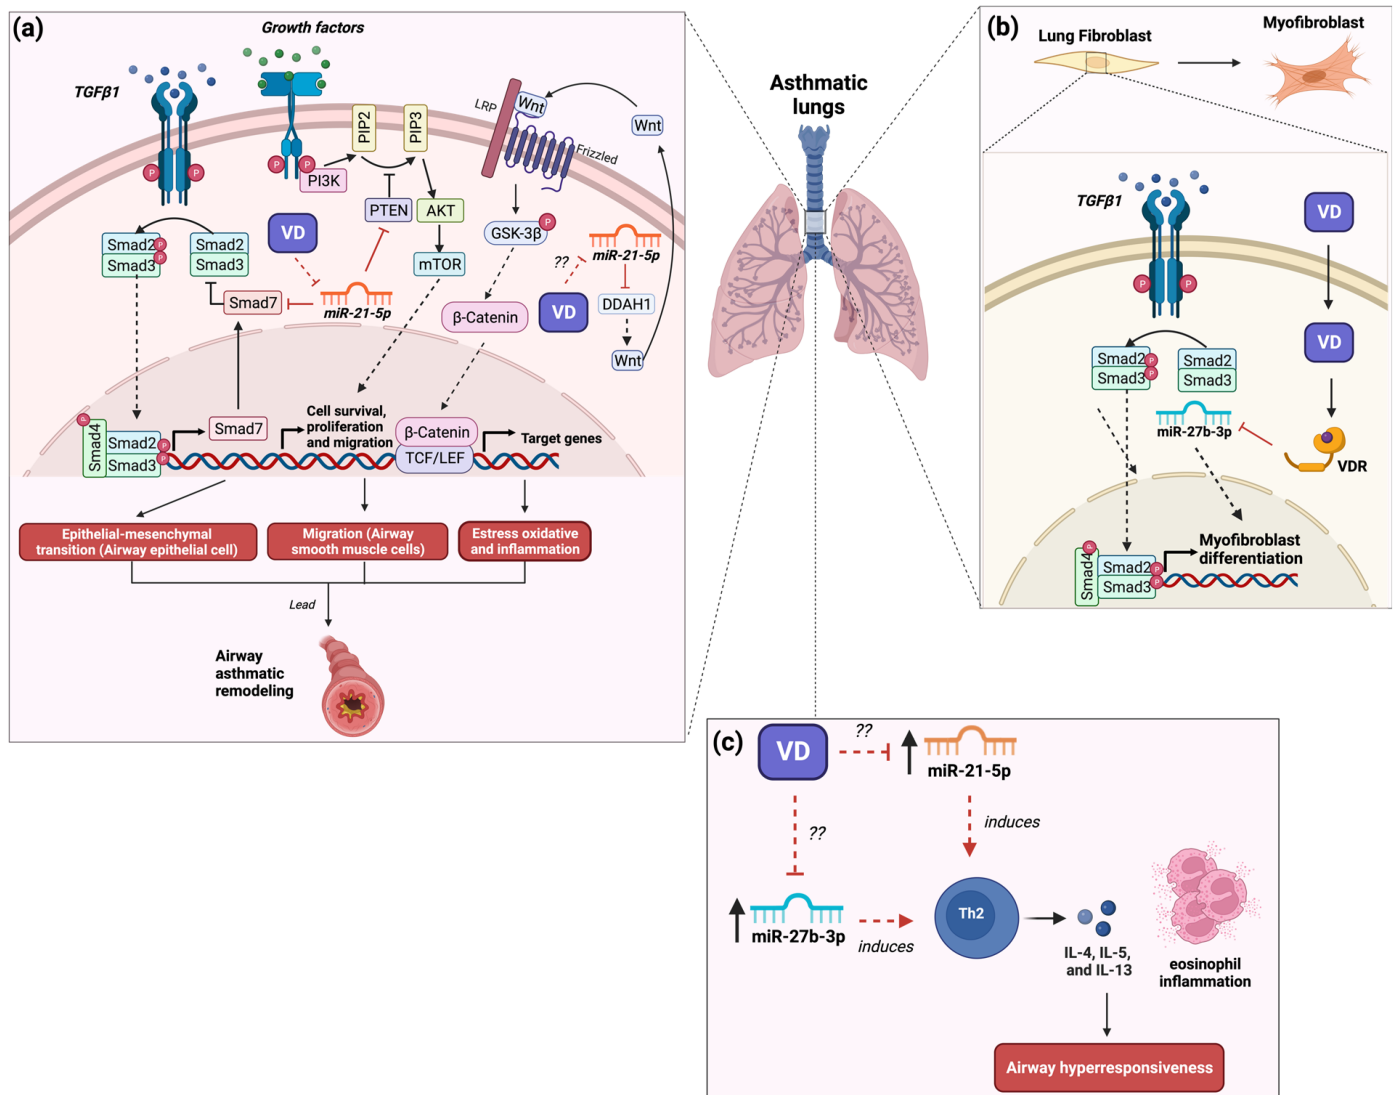 (a)
Growth factors
TGFβ1
LRP
Wnt
Wnt
Frizzled
PIP2
PIP3
P
P
P
P
PI3K
PTEN
AKT
GSK-3β
P
miR-21-5p
VD
Smad2
Smad3
P
P
Smad2
Smad3
mTOR
??
Smad7
miR-21-5p
β-Catenin
VD
DDAH1
Wnt
Smad4
P
Smad2
Smad3
P
P
Smad7
Cell survival,
proliferation
and migration
β-Catenin
TCF/LEF
Target genes
Epithelial-mesenchymal
transition (Airway epithelial cell)
Migration (Airway
smooth muscle cells)
Estress oxidative
and inflammation
Lead
Airway
asthmatic
remodeling
Asthmatic
lungs
(b)
Lung Fibroblast
Myofibroblast
TGFβ1
VD
P
P
VD
Smad2
Smad3
P
P
Smad2
Smad3
miR-27b-3p
VDR
Myofibroblast
differentiation
Smad4
P
Smad2
Smad3
P
P
(c)
VD
??
miR-21-5p
??
induces
miR-27b-3p
induces
Th2
IL-4, IL-5,
and IL-13
eosinophil
inflammation
Airway hyperresponsiveness